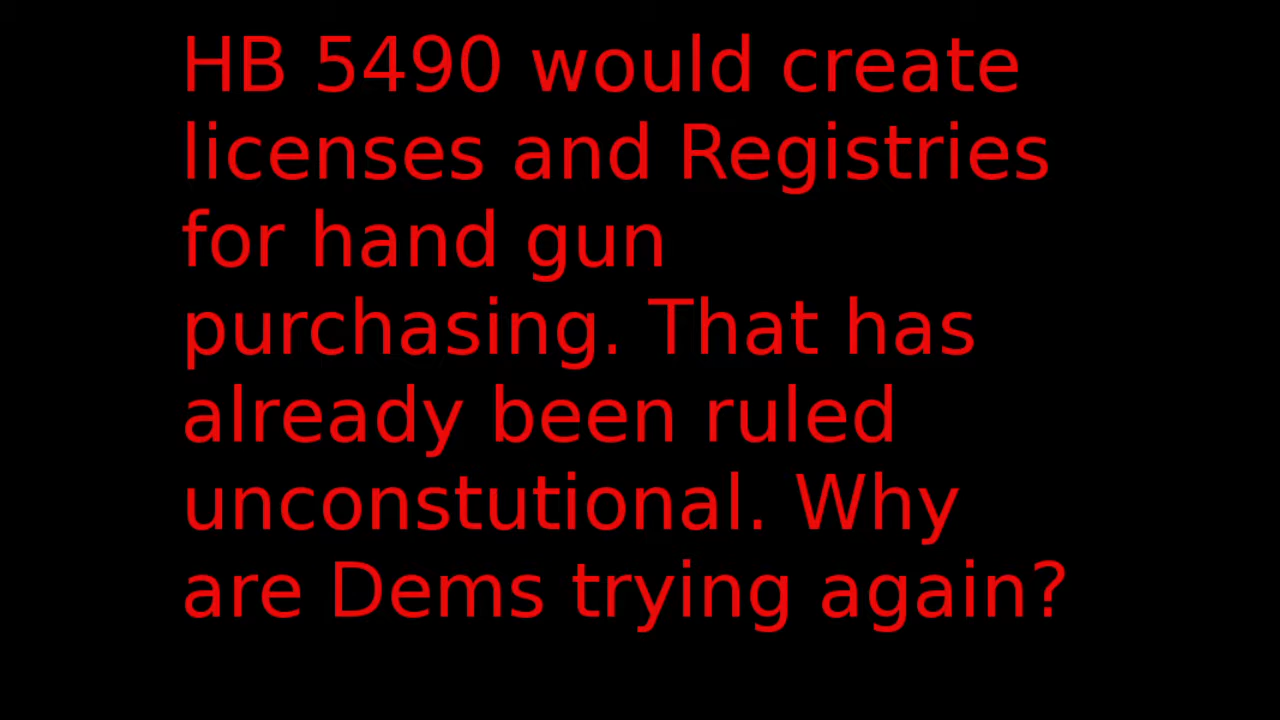 HB 5490 would create
licenses and Registries
for hand gun
purchasing. That has
already been ruled
unconstutional. Why
are Dems trying again?